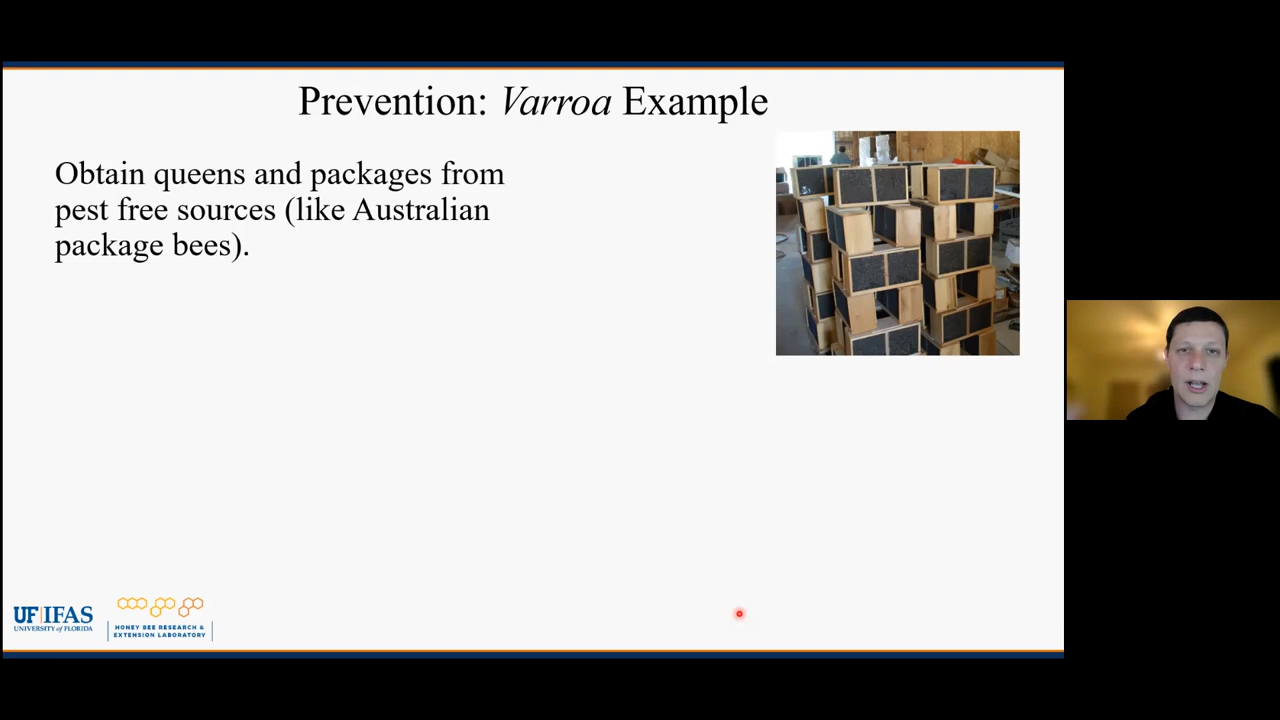 Prevention: Varroa Example
Obtain queens and packages from
pest free sources (like Australian
package bees).
UF|IFAS
UNIVERSITY of FLORIDA
HONEY BEE RESEARCH &
EXTENSION LABORATORY